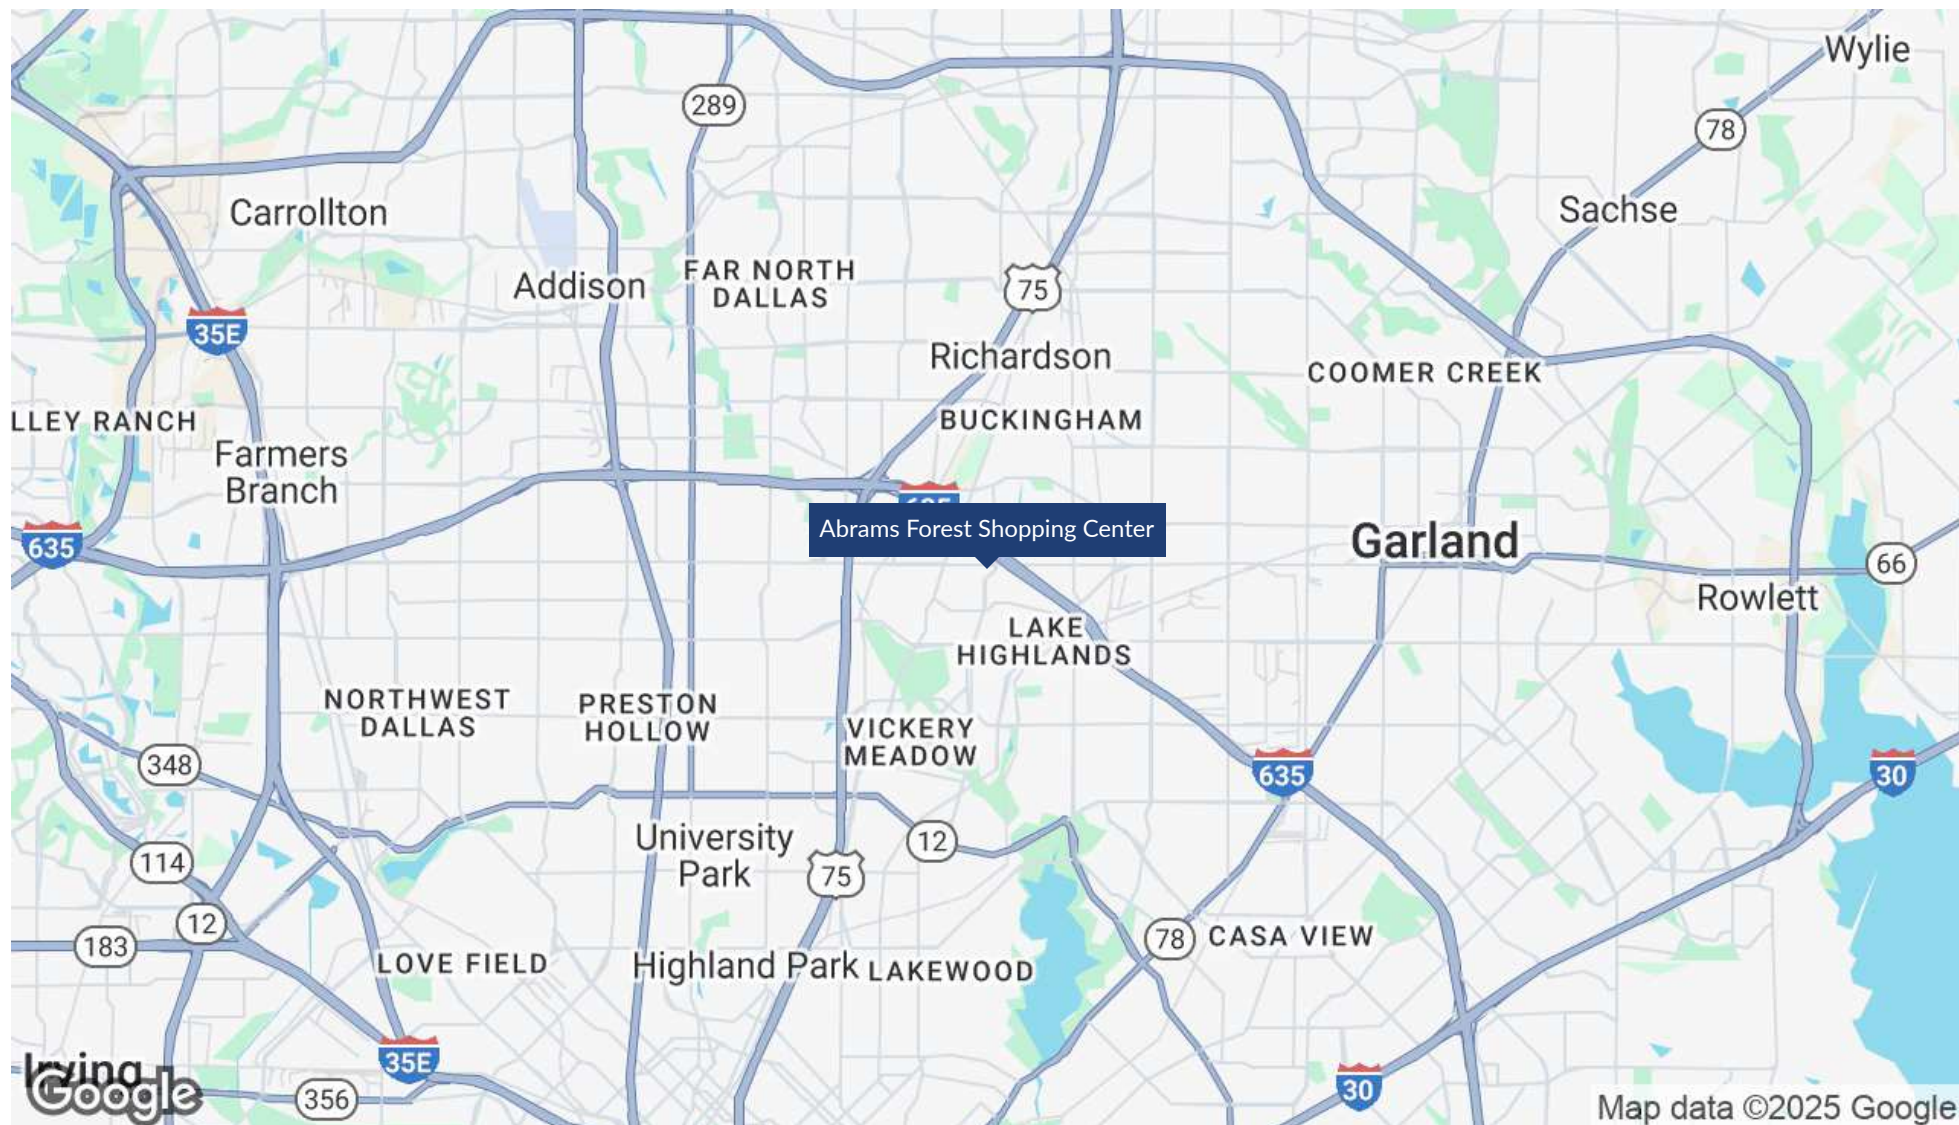 Wylie
289
78
Carrollton
Sachse
FAR NORTH
DALLAS
Addison
75
35E
Richardson
COOMER CREEK
LLEY RANCH
BUCKINGHAM
Farmers
Branch
635
Abrams Forest Shopping Center
635
Garland
66
Rowlett
LAKE
HIGHLANDS
NORTHWEST
DALLAS
PRESTON
HOLLOW
VICKERY
MEADOW
348
635
30
University
Park
12
114
75
12
183
78
CASA VIEW
LOVE FIELD
Highland Park
LAKEWOOD
35E
Irving
Google
356
30
Map data ©2025 Google